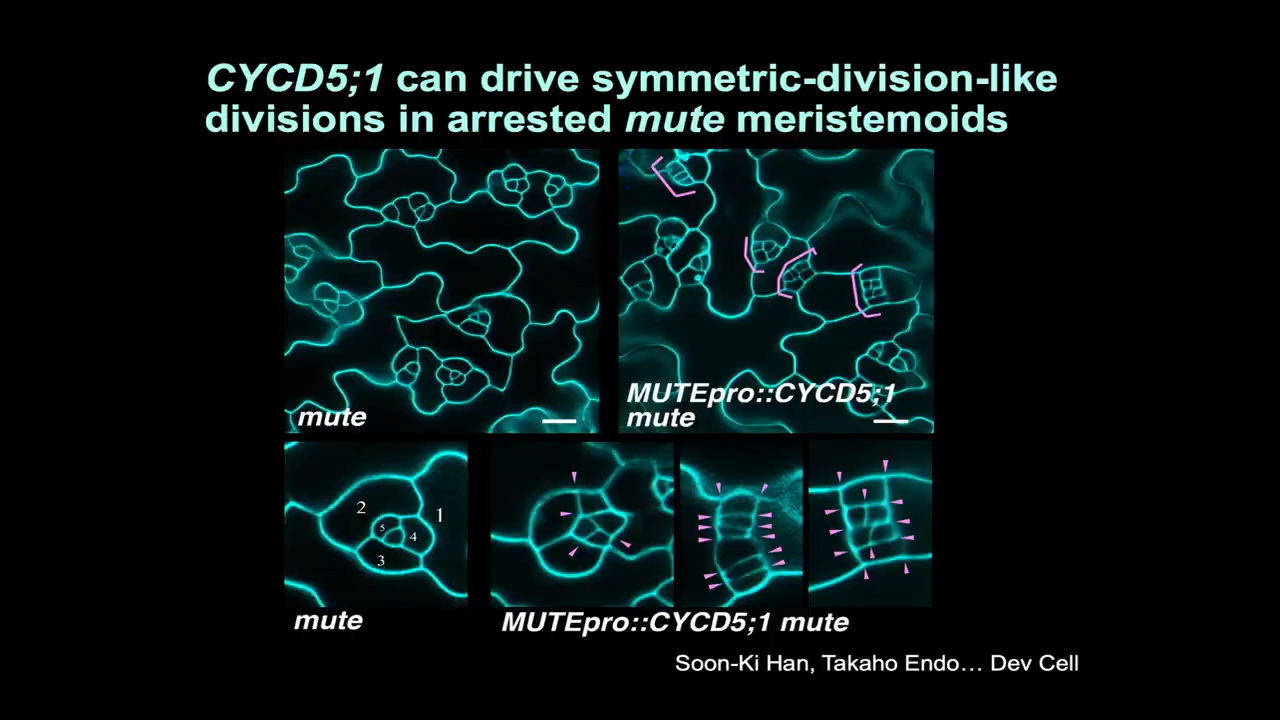 CYCD5;1 can drive symmetric-division-like
divisions in arrested mute meristemoids
mute
MUTEpro::CYCD5;1
mute
2
1
5
4
3
mute
MUTEpro::CYCD5;1 mute
Soon-Ki Han, Takaho Endo… Dev Cell